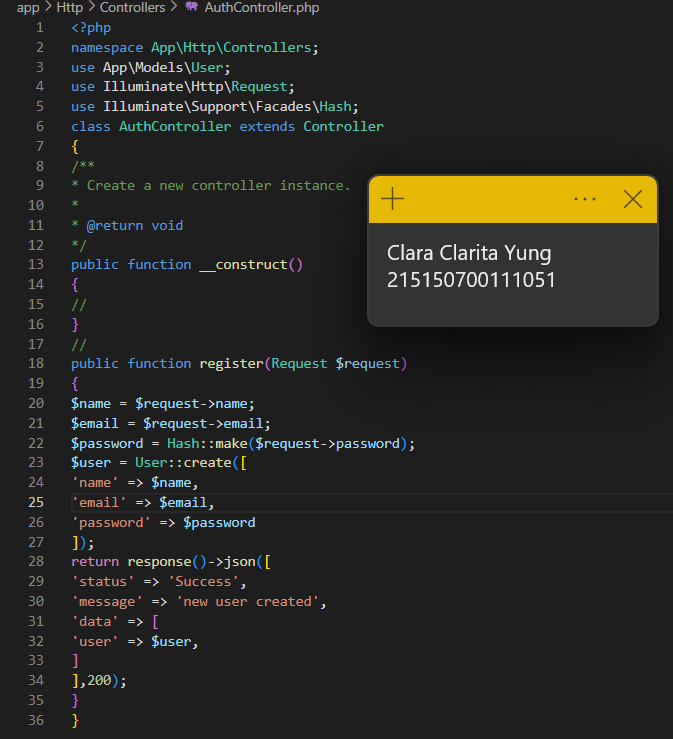 app > Http > Controllers > AuthController.php
1 <?php
2 namespace App\Http\Controllers;
3 use App\Models\User;
4 use Illuminate\Http\Request;
5 use Illuminate\Support\Facades\Hash;
6 class AuthController extends Controller
7 {
8 /**
9 * Create a new controller instance.
10 *
11 * @return void
12 */
13 public function __construct()
14 {
15 //
16 }
17 //
18 public function register(Request $request)
19 {
20 $name = $request->name;
21 $email = $request->email;
22 $password = Hash::make($request->password);
23 $user = User::create([
24 'name' => $name,
25 'email' => $email,
26 'password' => $password
27 ]);
28 return response()->json([
29 'status' => 'Success',
30 'message' => 'new user created',
31 'data' => [
32 'user' => $user,
33 ]
34 ],200);
35 }
36 }
Clara Clarita Yung
215150700111051